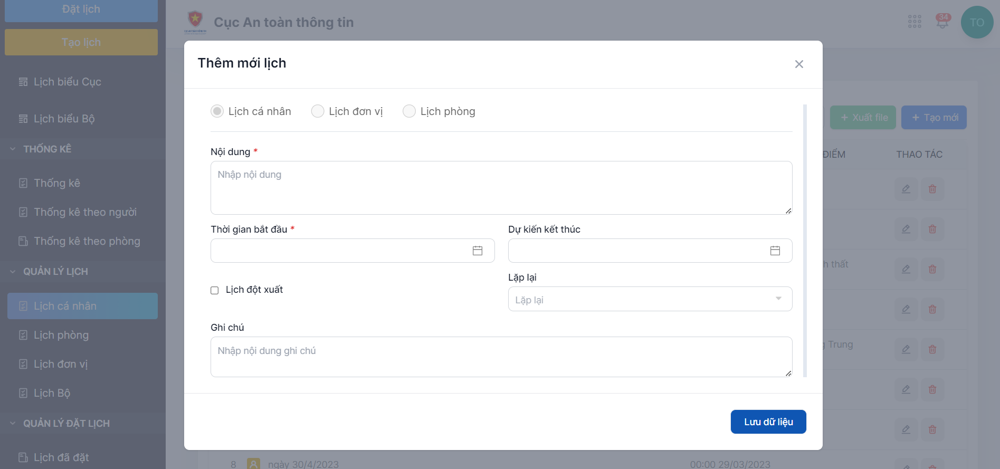 Đặt lịch
Tạo lịch
Lịch biểu Cục
Lịch biểu Bộ
THỐNG KÊ
Thống kê
Thống kê theo người
Thống kê theo phòng
QUẢN LÝ LỊCH
Lịch cá nhân
Lịch phòng
Lịch đơn vị
Lịch Bộ
QUẢN LÝ ĐẶT LỊCH
Lịch đã đặt
Cục An toàn thông tin
34
TO
Thêm mới lịch
Lịch cá nhân Lịch đơn vị Lịch phòng
Nội dung *
Nhập nội dung
Thời gian bắt đầu * Dự kiến kết thúc
Lịch đột xuất
Lặp lại
Lặp lại
Ghi chú
Nhập nội dung ghi chú
Lưu dữ liệu
+ Xuất file + Tạo mới
ĐIỂM THAO TÁC
h thất
g Trung
8 ngày 30/4/2023 00:00 29/03/2023